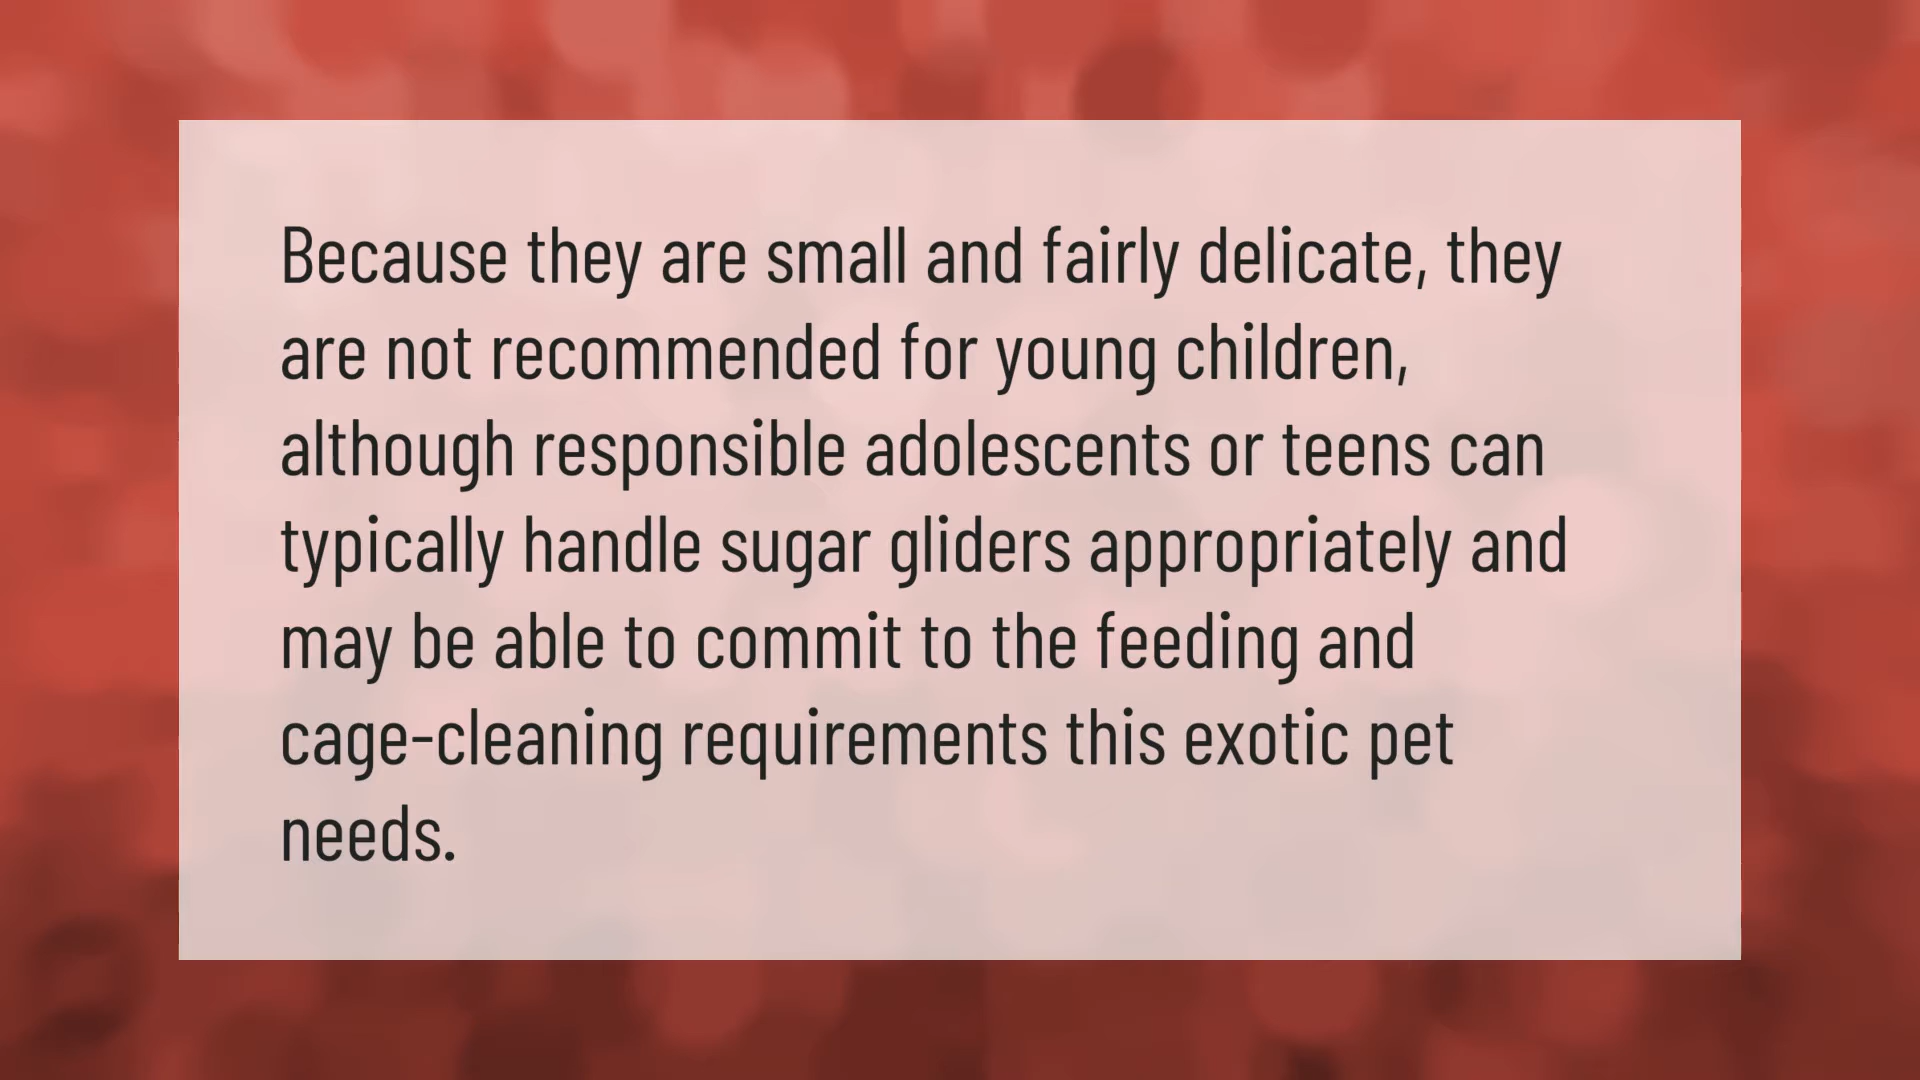 Because they are small and fairly delicate, they
are not recommended for young children,
although responsible adolescents or teens can
typically handle sugar gliders appropriately and
may be able to commit to the feeding and
cage-cleaning requirements this exotic pet
needs.